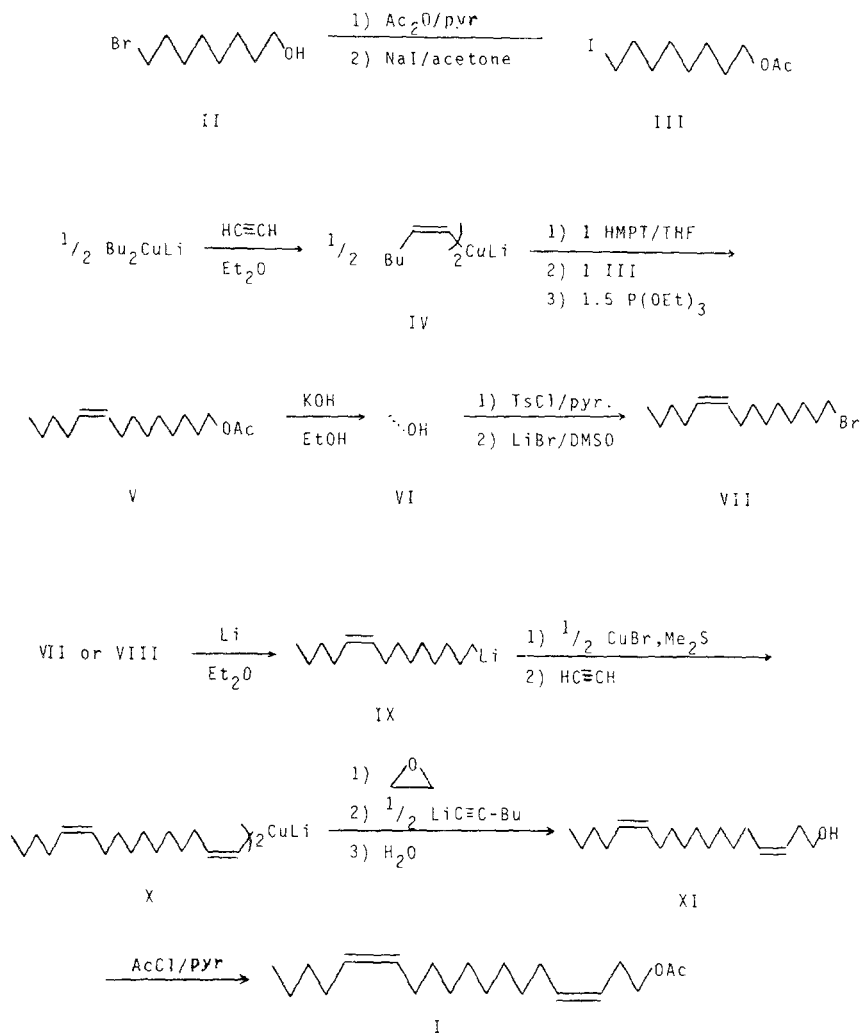 1) Ac2O/pyr
Br OH
2) NaI/acetone
I OAc
II
III
1/2 Bu2CuLi
HC≡CH
Et2O
1/2 Bu )2CuLi
IV
1) 1 HMPT/THF
2) 1 III
3) 1.5 P(OEt)3
OAc
V
KOH
EtOH
OH
VI
1) TsCl/pyr.
2) LiBr/DMSO
Br
VII
VII or VIII
Li
Et2O
Li
IX
1) 1/2 CuBr,Me2S
2) HC≡CH
)2CuLi
X
1) O
2) 1/2 LiC≡C-Bu
3) H2O
OH
XI
AcCl/pyr
OAc
I